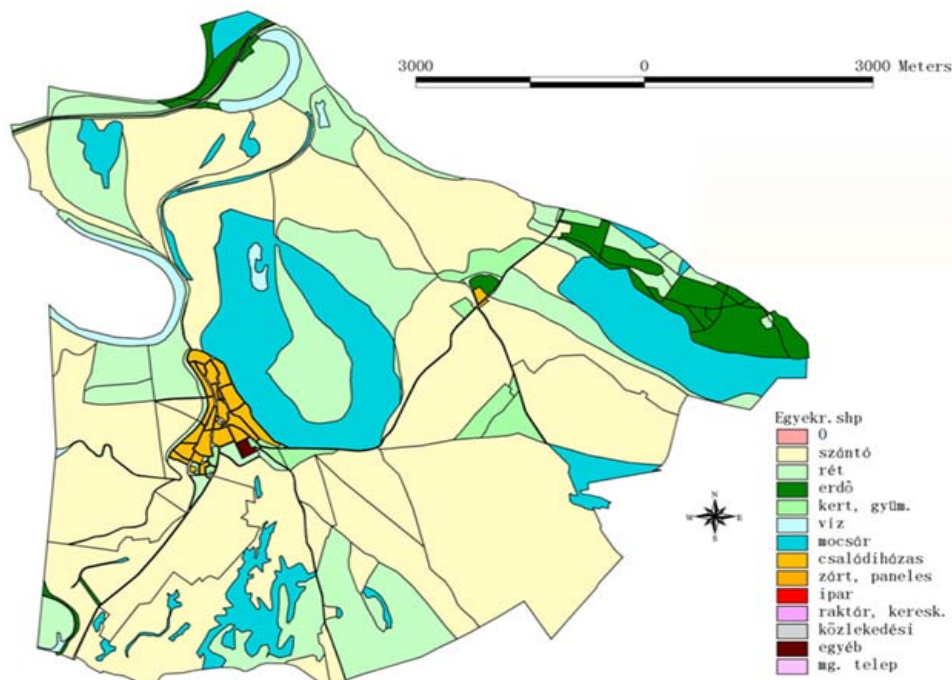 3000 0 3000 Meters
Egyekr.shp
0
szántó
rét
erdő
kert, gyüm.
víz
mocsár
családiházas
zárt, paneles
ipar
raktár, keresk.
közlekedési
egyéb
mg. telep
N
W E
S